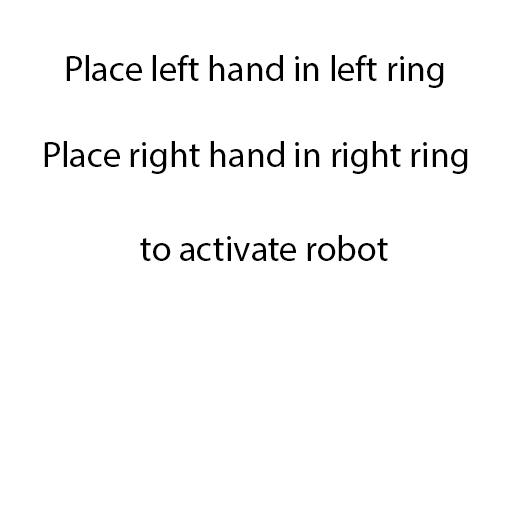 Place left hand in left ring
Place right hand in right ring
to activate robot